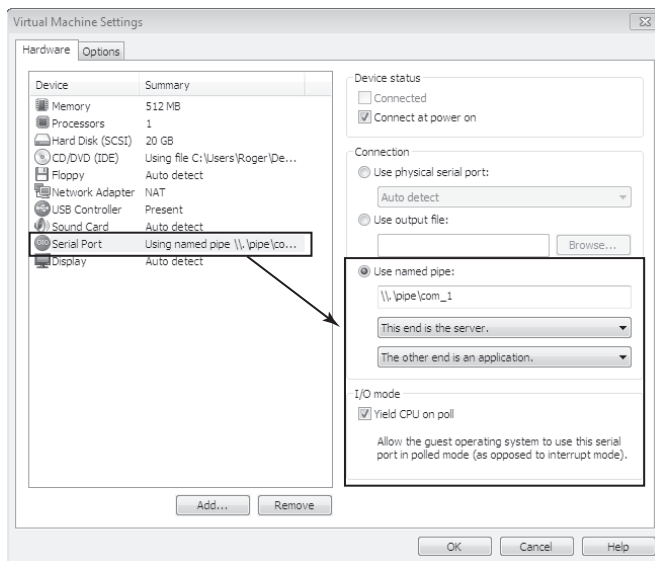 Virtual Machine Settings
Hardware
Options
Device Summary
Memory 512 MB
Processors 1
Hard Disk (SCSI) 20 GB
CD/DVD (IDE) Using file C:\Users\Roger\De...
Floppy Auto detect
Network Adapter NAT
USB Controller Present
Sound Card Auto detect
Serial Port Using named pipe \\.\pipe\co...
Display Auto detect
Add...
Remove
Device status
Connected
Connect at power on
Connection
Use physical serial port:
Auto detect
Use output file:
Browse...
Use named pipe:
\\.\pipe\com_1
This end is the server.
The other end is an application.
I/O mode
Yield CPU on poll
Allow the guest operating system to use this serial
port in polled mode (as opposed to interrupt mode).
OK
Cancel
Help